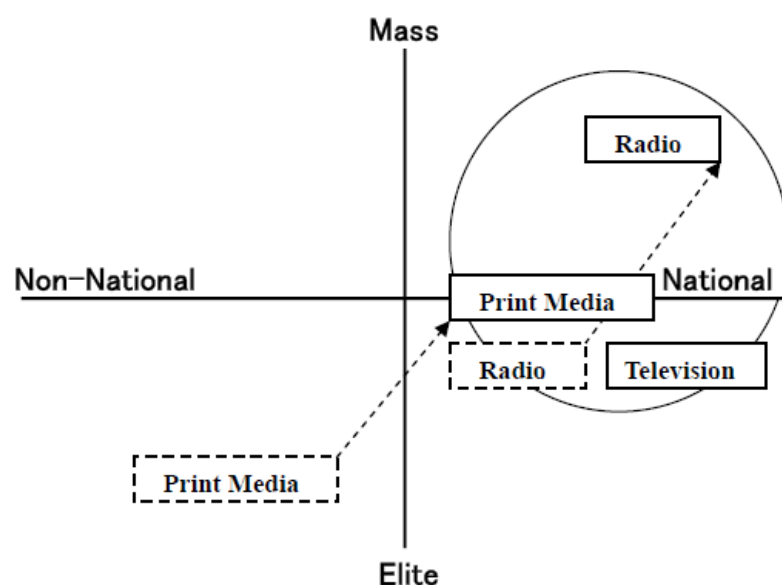 Mass
Radio
Non-National
National
Print Media
Radio
Television
Print Media
Elite